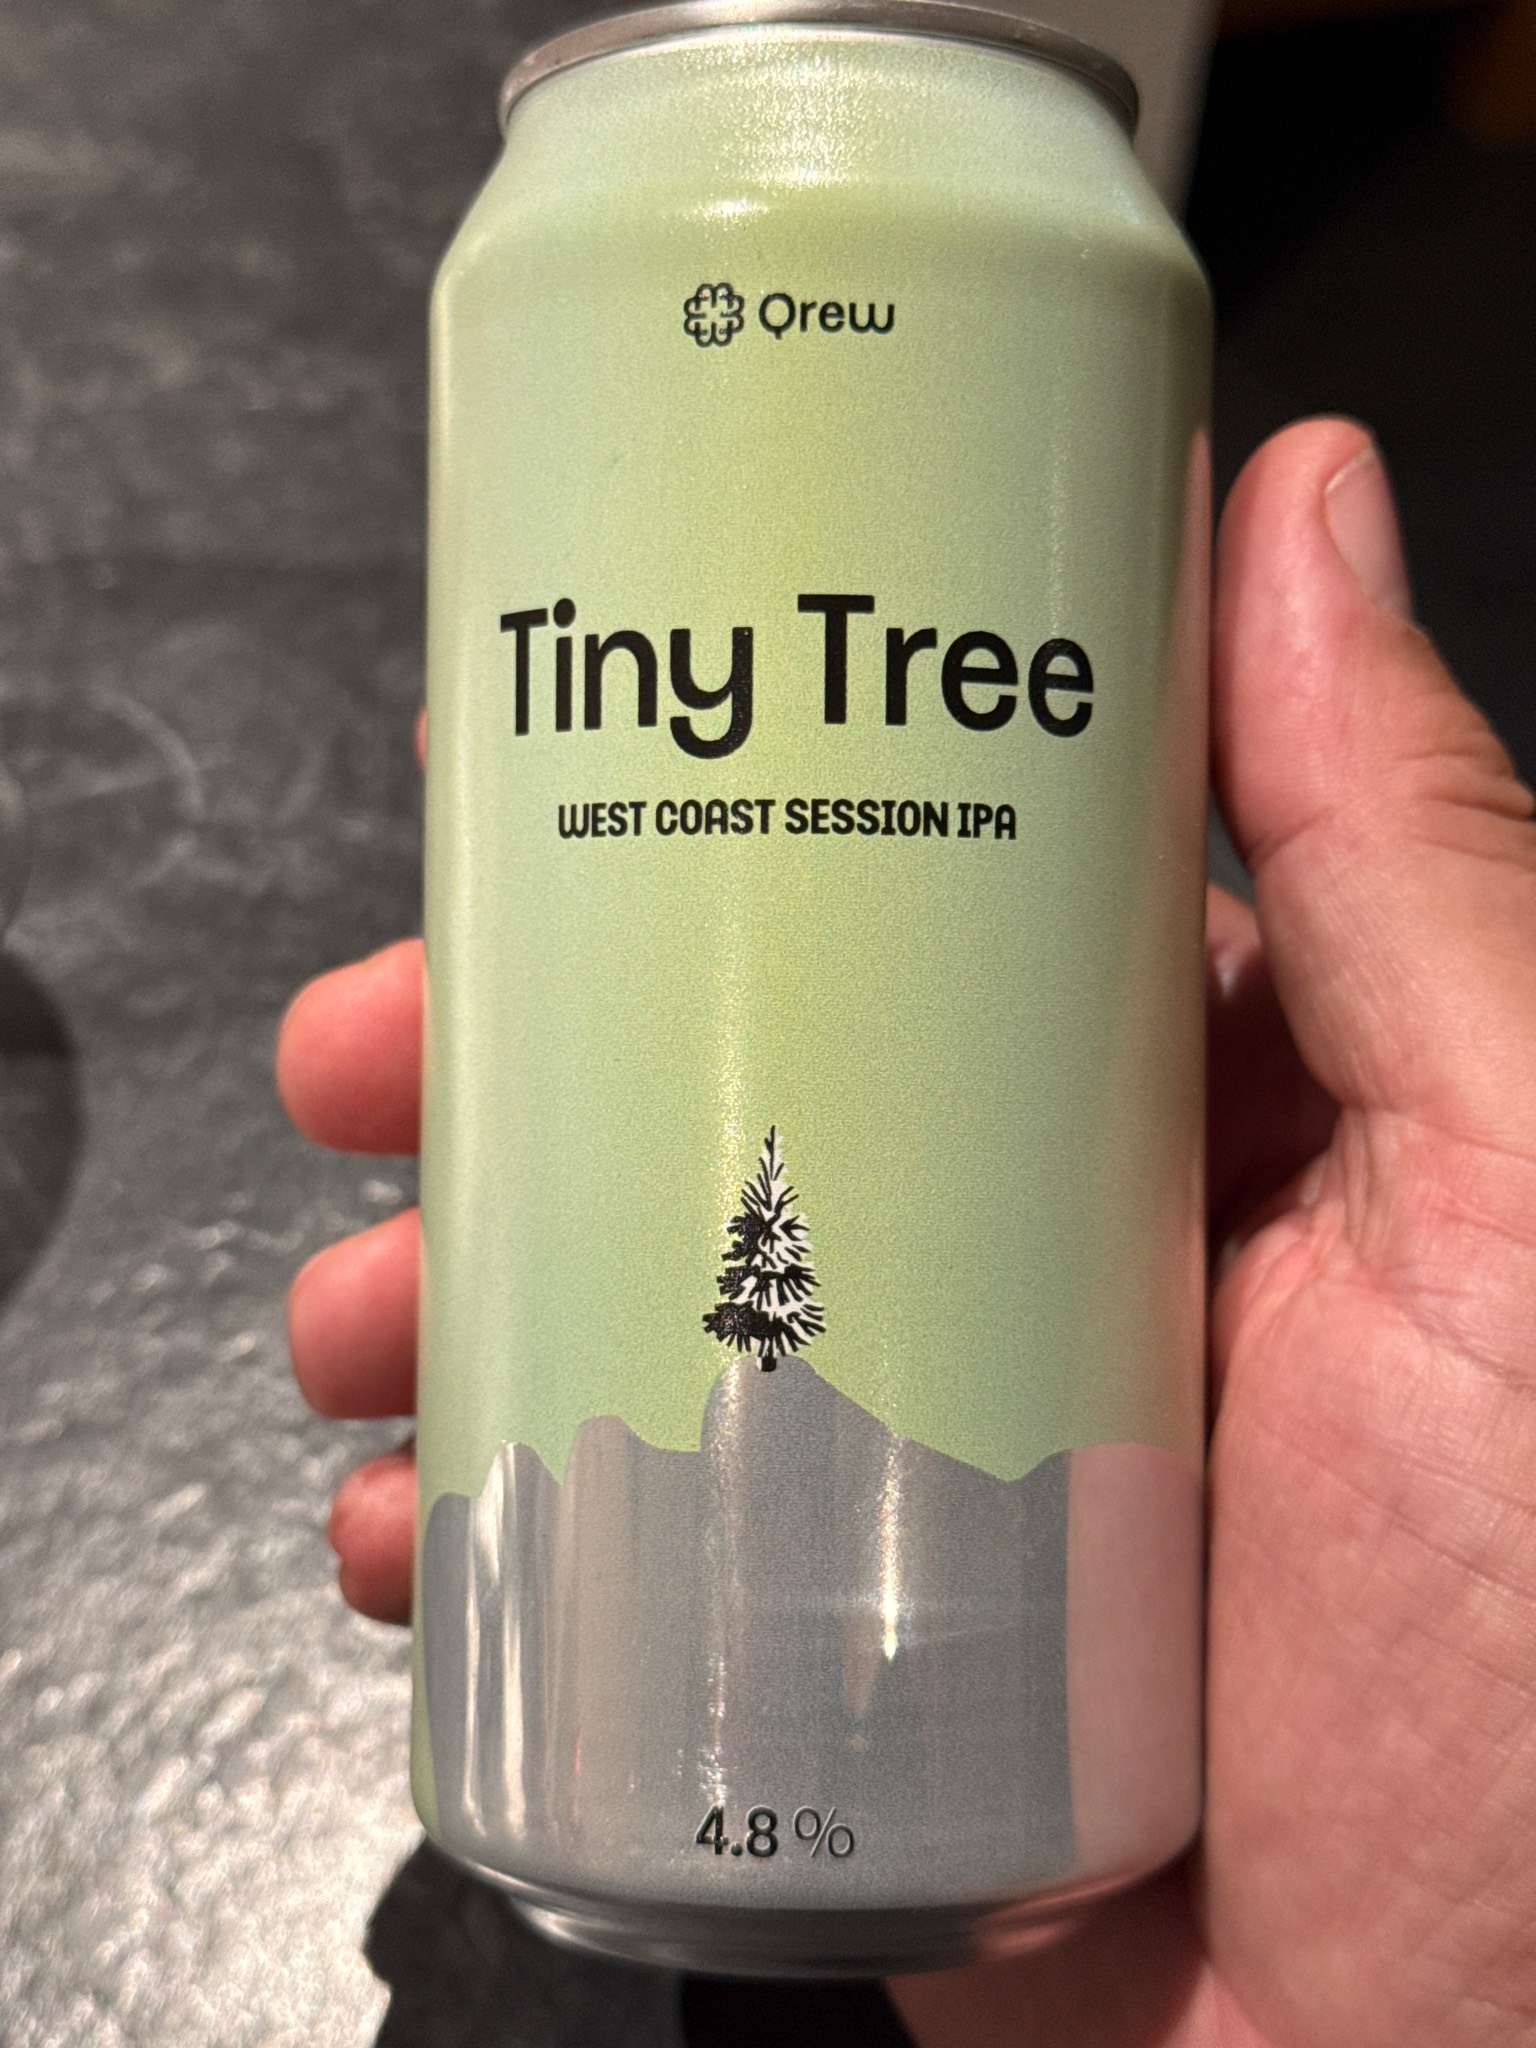 Qrew
Tiny Tree
WEST COAST SESSION IPA
4.8 %